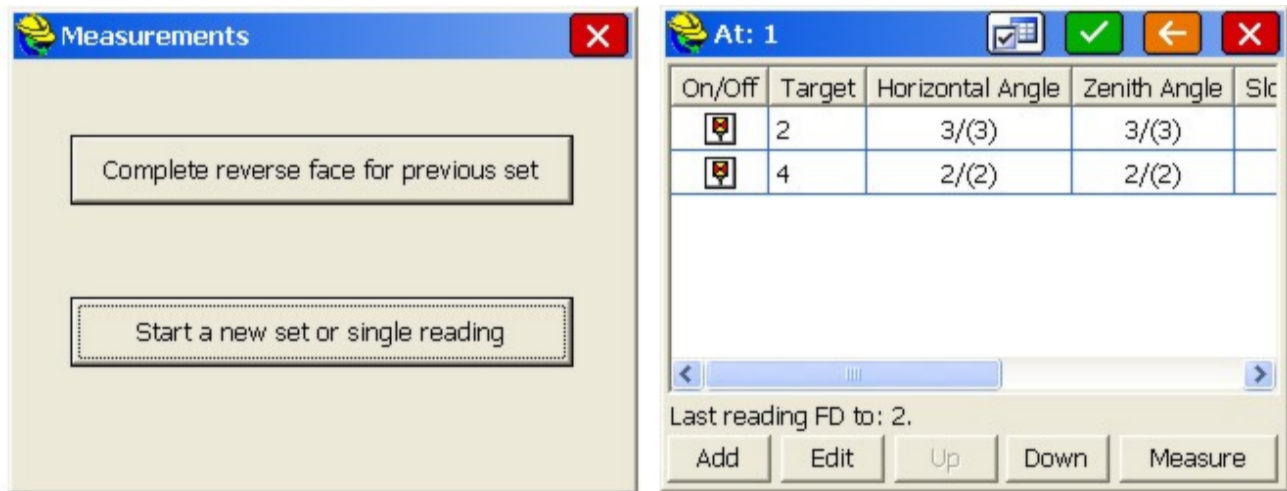 Measurements
Complete reverse face for previous set
Start a new set or single reading
At: 1
On/Off Target Horizontal Angle Zenith Angle Slo
2 3/(3) 3/(3)
4 2/(2) 2/(2)
Last reading FD to: 2.
Add Edit Up Down Measure